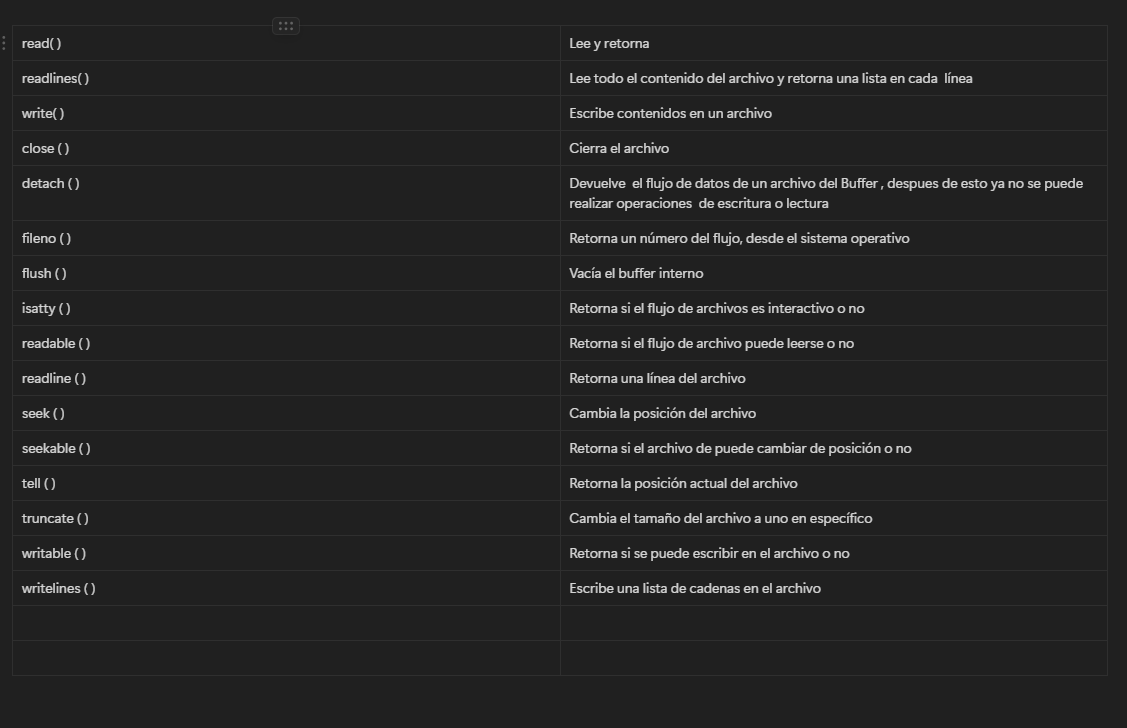 read( )
Lee y retorna
readlines( )
Lee todo el contenido del archivo y retorna una lista en cada  línea
write( )
Escribe contenidos en un archivo
close ( )
Cierra el archivo
detach ( )
Devuelve  el flujo de datos de un archivo del Buffer , despues de esto ya no se puede
realizar operaciones  de escritura o lectura
fileno ( )
Retorna un número del flujo, desde el sistema operativo
flush ( )
Vacía el buffer interno
isatty ( )
Retorna si el flujo de archivos es interactivo o no
readable ( )
Retorna si el flujo de archivo puede leerse o no
readline ( )
Retorna una línea del archivo
seek ( )
Cambia la posición del archivo
seekable ( )
Retorna si el archivo de puede cambiar de posición o no
tell ( )
Retorna la posición actual del archivo
truncate ( )
Cambia el tamaño del archivo a uno en específico
writable ( )
Retorna si se puede escribir en el archivo o no
writelines ( )
Escribe una lista de cadenas en el archivo